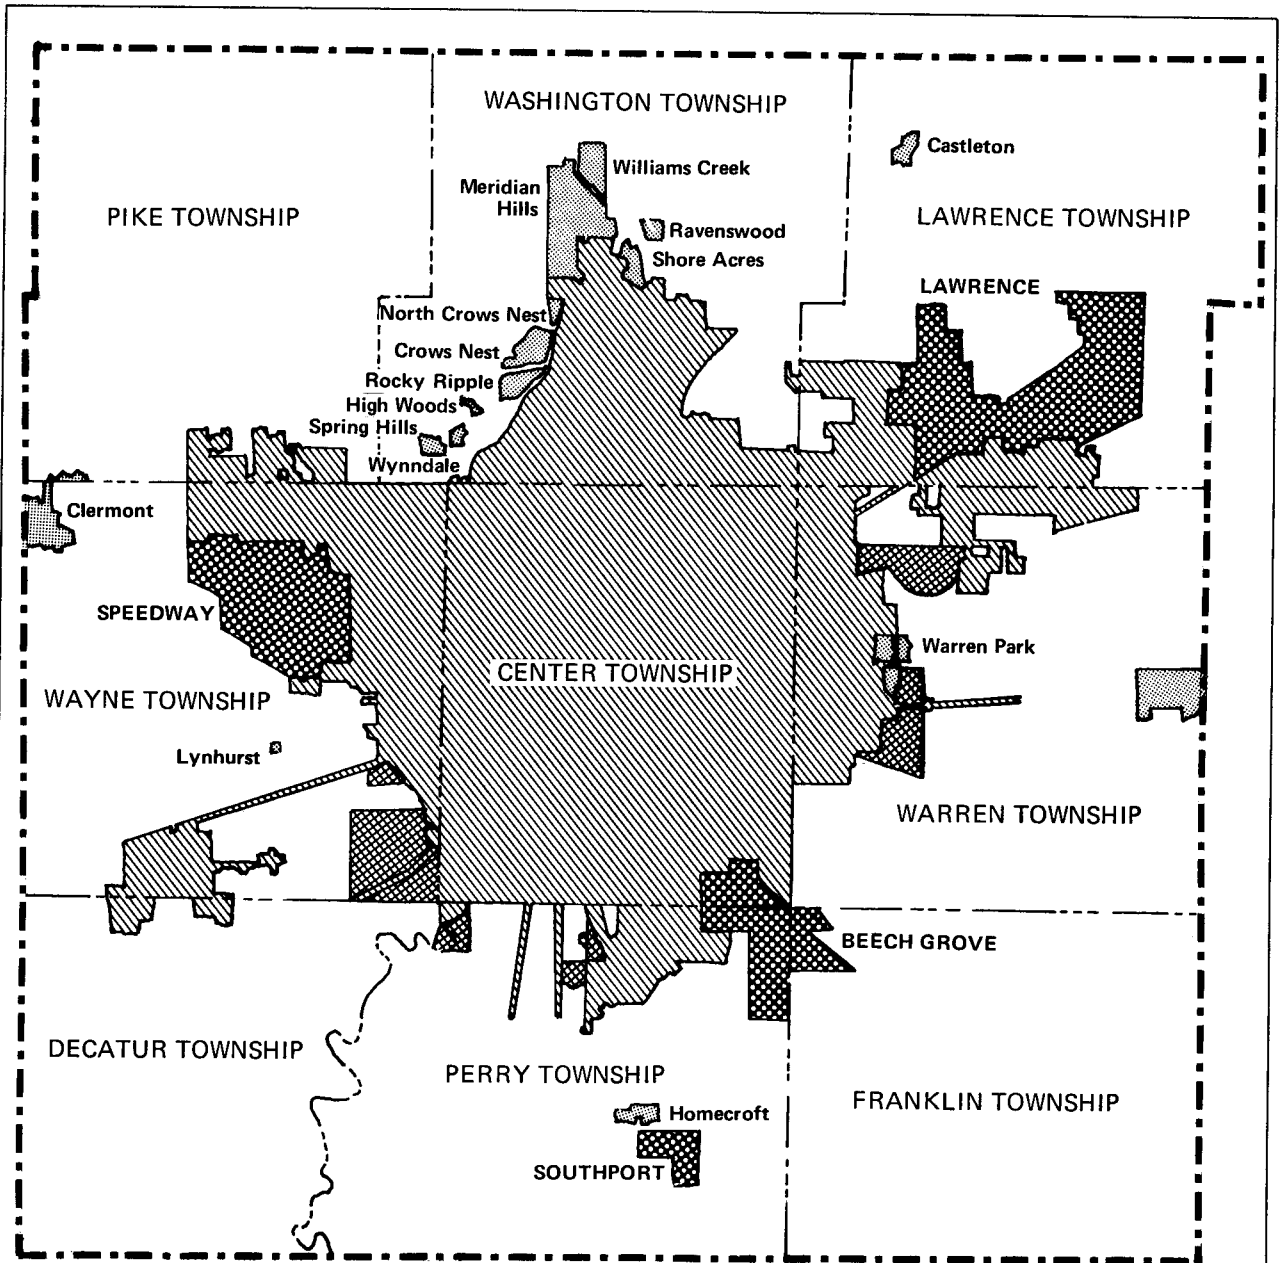 WASHINGTON TOWNSHIP
Castleton
Williams Creek
Meridian
Hills
PIKE TOWNSHIP
LAWRENCE TOWNSHIP
Ravenswood
Shore Acres
LAWRENCE
North Crows Nest
Crows Nest
Rocky Ripple
High Woods
Spring Hills
Wynndale
Clermont
SPEEDWAY
Warren Park
CENTER TOWNSHIP
WAYNE TOWNSHIP
Lynhurst
WARREN TOWNSHIP
BEECH GROVE
DECATUR TOWNSHIP
PERRY TOWNSHIP
FRANKLIN TOWNSHIP
Homecroft
SOUTHPORT